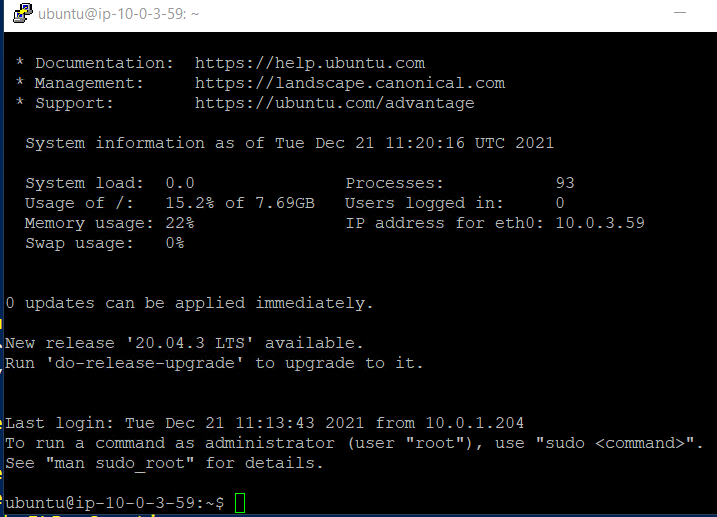 ubuntu@ip-10-0-3-59: ~
* Documentation:  https://help.ubuntu.com
* Management:     https://landscape.canonical.com
* Support:        https://ubuntu.com/advantage
System information as of Tue Dec 21 11:20:16 UTC 2021
System load:  0.0               Processes:           93
Usage of /:   15.2% of 7.69GB   Users logged in:     0
Memory usage: 22%               IP address for eth0: 10.0.3.59
Swap usage:   0%
0 updates can be applied immediately.
New release '20.04.3 LTS' available.
Run 'do-release-upgrade' to upgrade to it.
Last login: Tue Dec 21 11:13:43 2021 from 10.0.1.204
To run a command as administrator (user "root"), use "sudo <command>".
See "man sudo_root" for details.
ubuntu@ip-10-0-3-59:~$